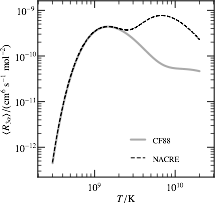 10⁻⁹
10⁻¹⁰
10⁻¹¹
10⁻¹²
⟨R₃α⟩/(cm⁶ s⁻¹ mol⁻²)
CF88
NACRE
10⁹ 10¹⁰
T/K